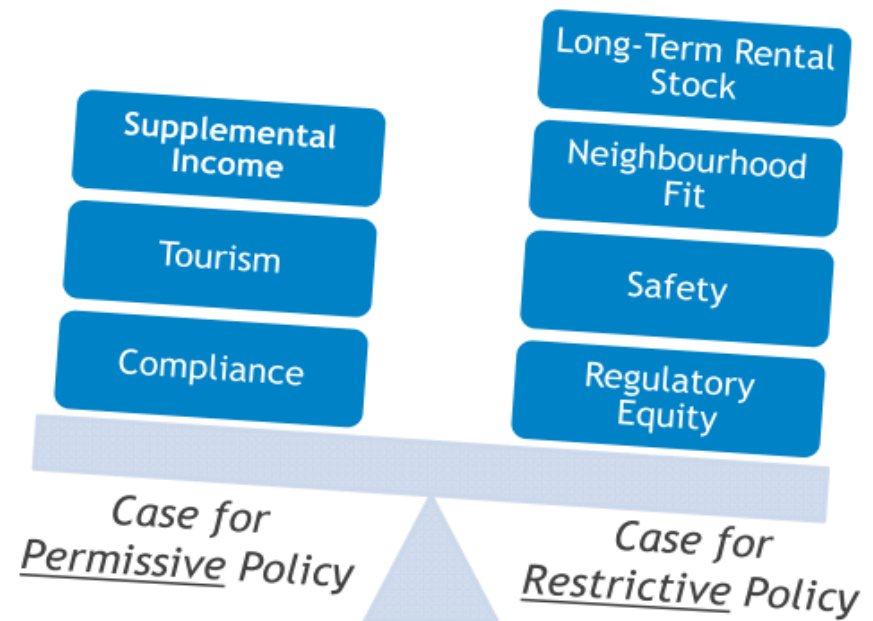 Supplemental
Income
Tourism
Compliance
Case for
Permissive Policy
Long-Term Rental
Stock
Neighbourhood
Fit
Safety
Regulatory
Equity
Case for
Restrictive Policy